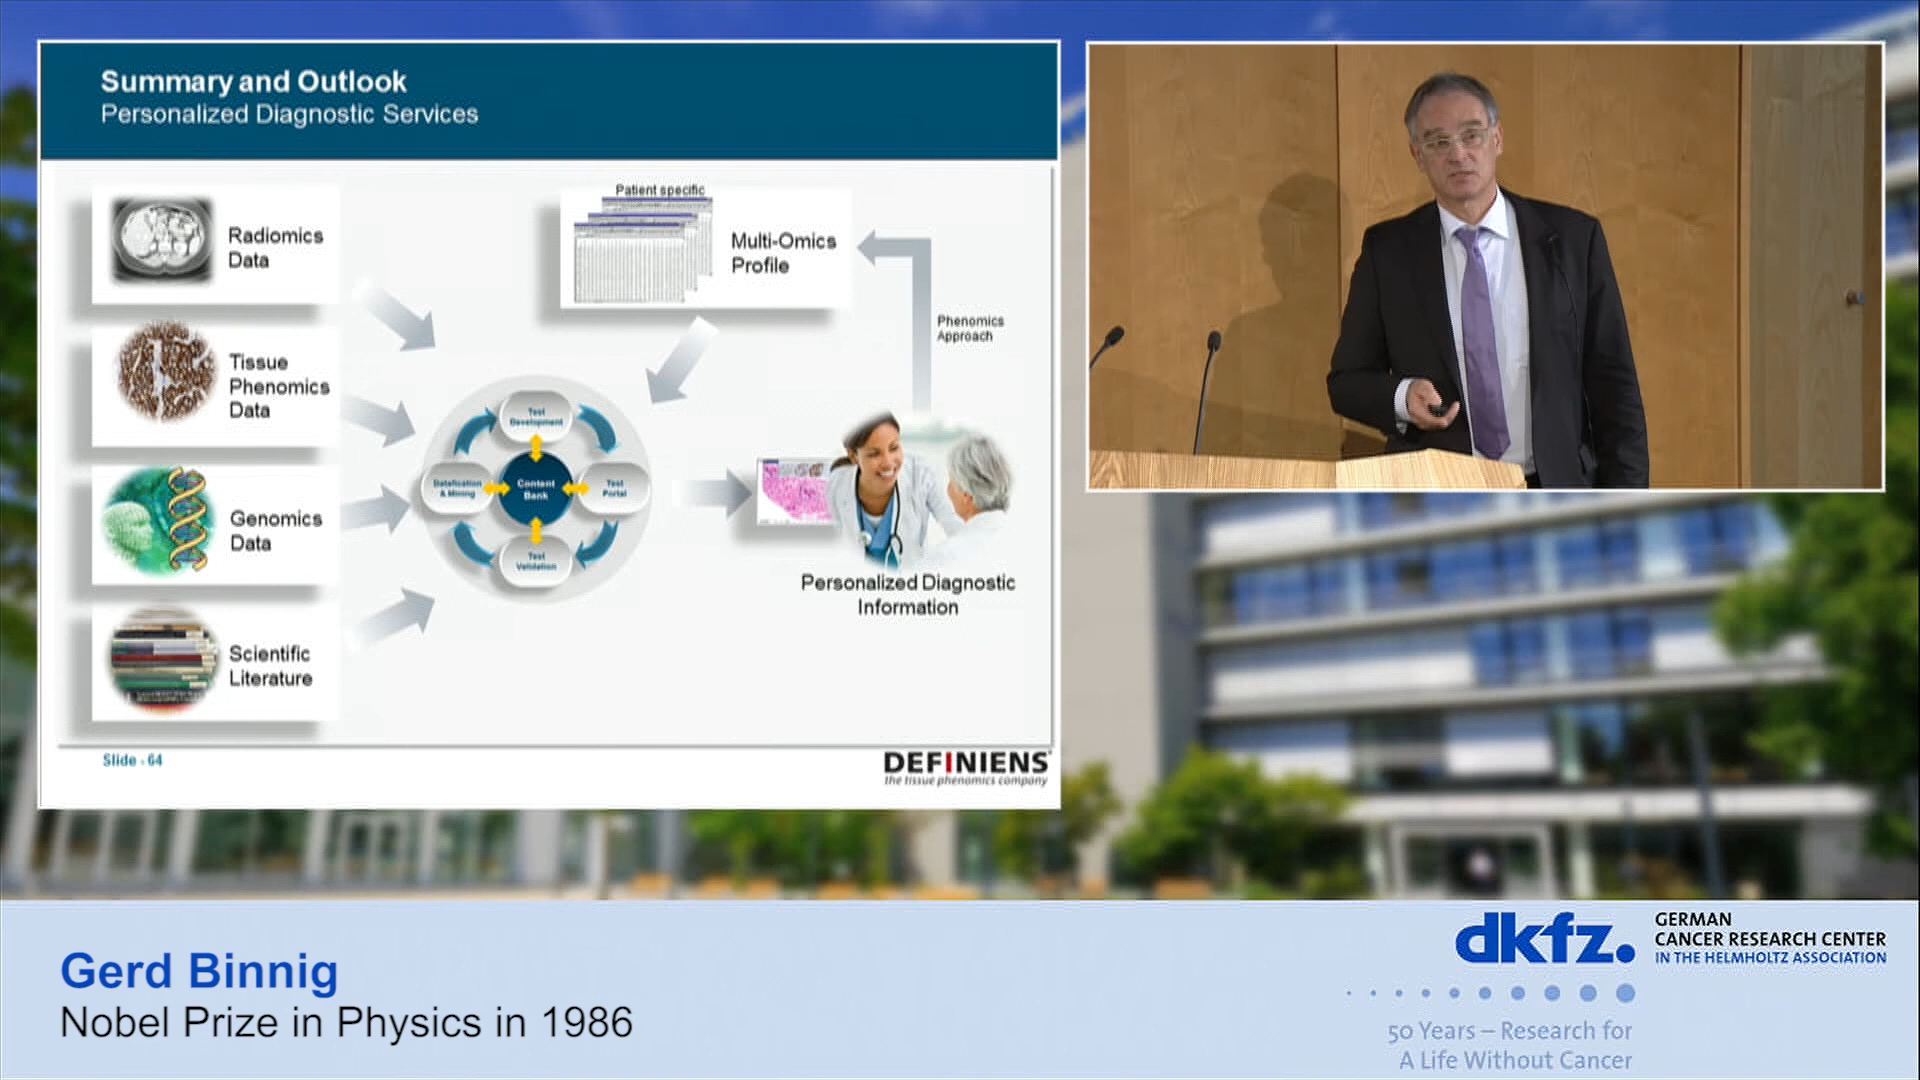 Summary and Outlook
Personalized Diagnostic Services
Radiomics
Data
Tissue
Phenomics
Data
Genomics
Data
Scientific
Literature
Patient specific
Multi-Omics
Profile
Phenomics
Approach
Test
Development
Datafication
& Mining
Content
Bank
Test
Portal
Test
Validation
Personalized Diagnostic
Information
Slide - 64
DEFINIENS
the tissue phenomics company
Gerd Binnig
Nobel Prize in Physics in 1986
dkfz.
GERMAN
CANCER RESEARCH CENTER
IN THE HELMHOLTZ ASSOCIATION
50 Years – Research for
A Life Without Cancer